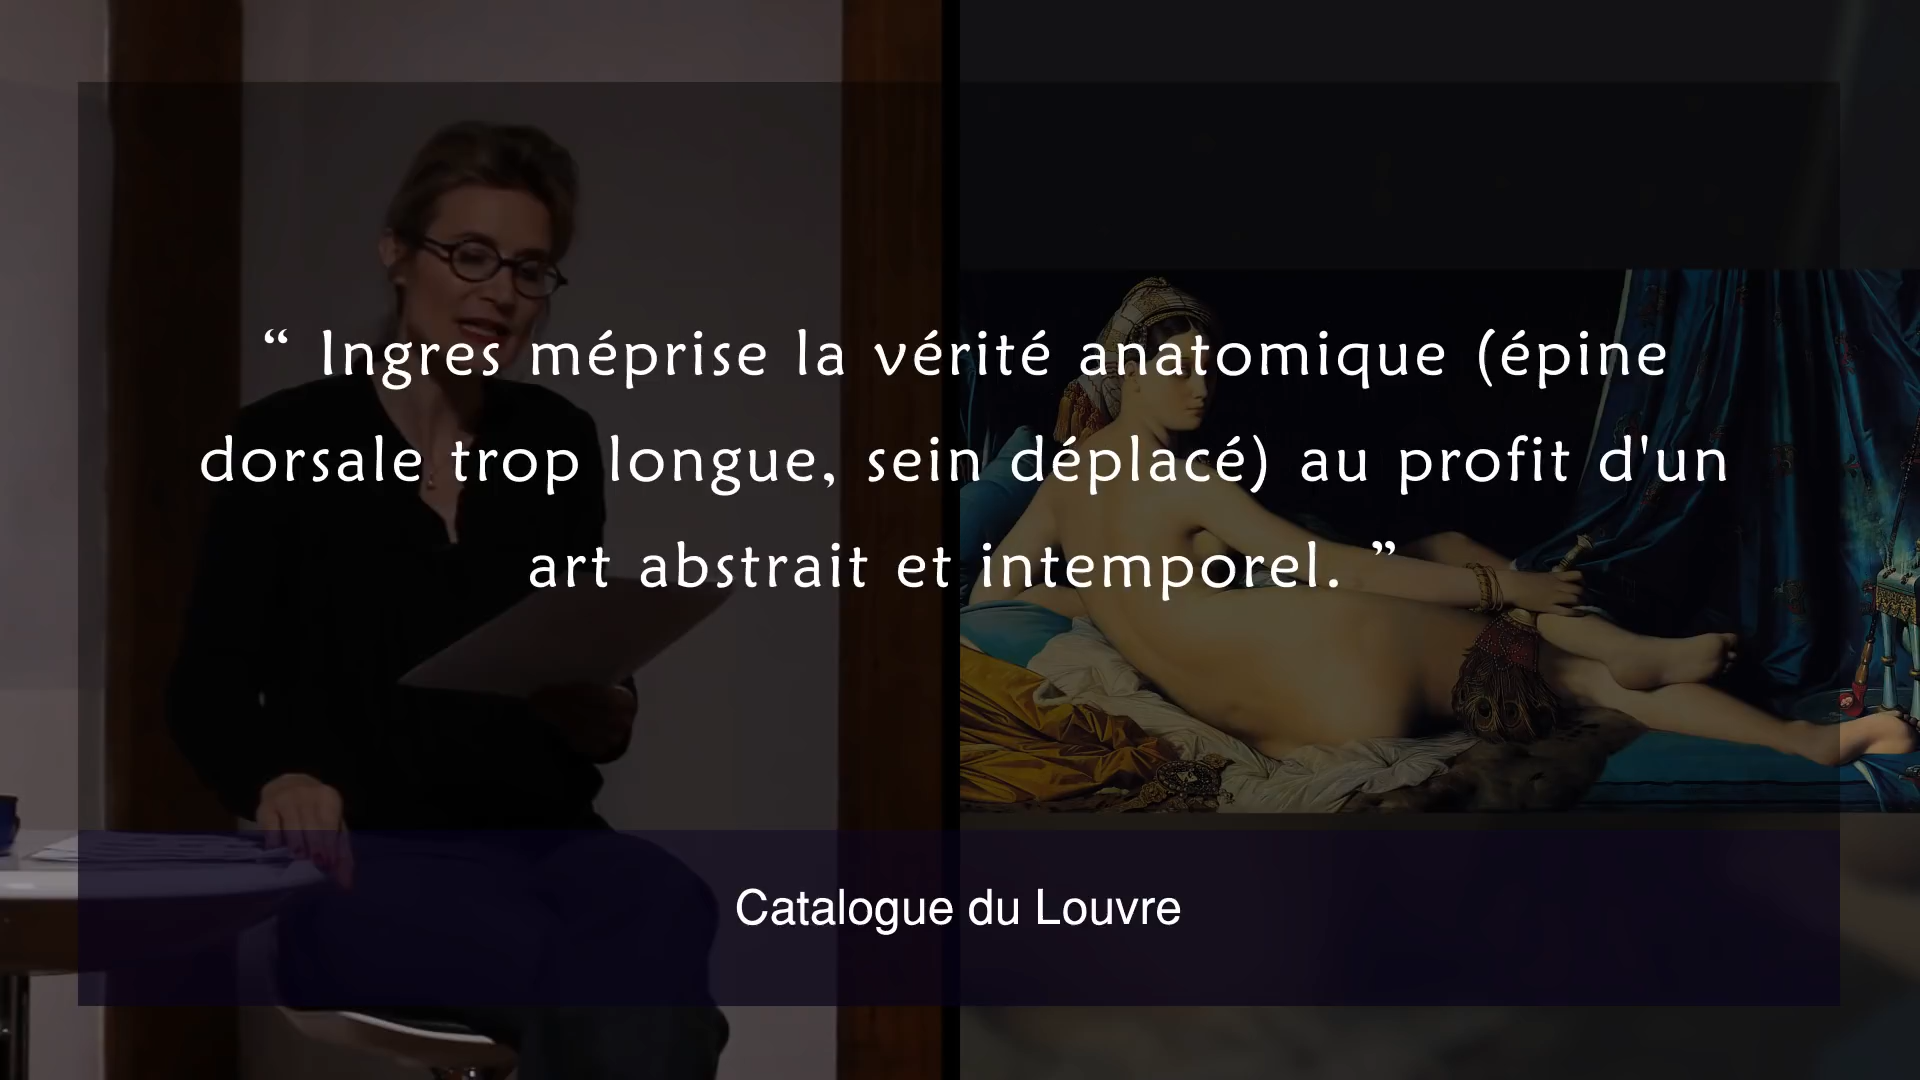 “ Ingres méprise la vérité anatomique (épine
dorsale trop longue, sein déplacé) au profit d'un
art abstrait et intemporel. ”
Catalogue du Louvre